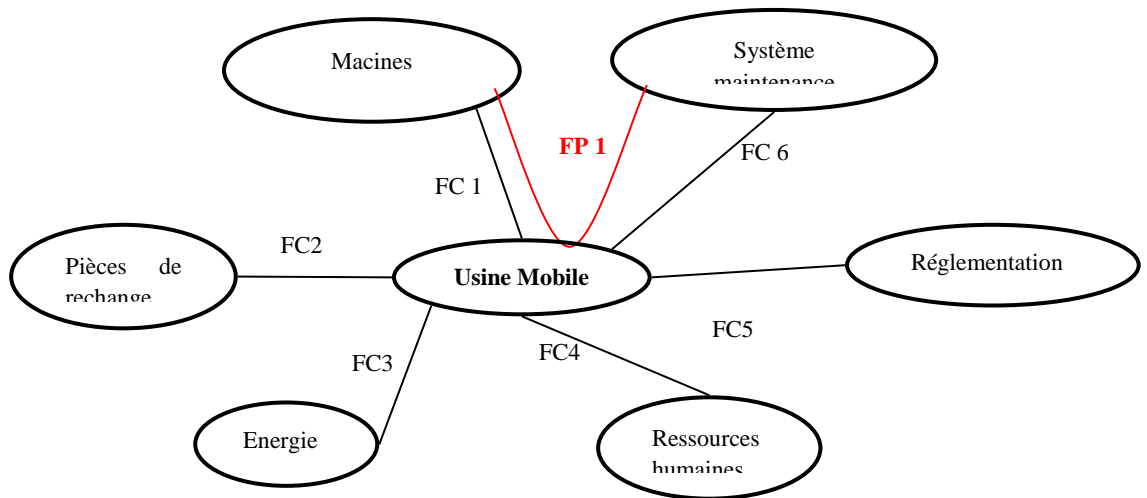 Macines
Système
maintenance
FP 1
FC 6
FC 1
FC2
Pièces de
rechange
Usine Mobile
Réglementation
FC5
FC4
FC3
Energie
Ressources
humaines